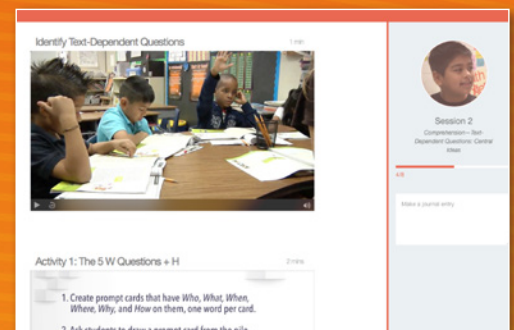 Identify Text-Dependent Questions
1 min
Activity 1: The 5 W Questions + H
2 mins
1. Create prompt cards that have Who, What, When,
Where, Why, and How on them, one word per card.
2. Ask students to draw a prompt card from the pile
Session 2
Comprehension—Text-
Dependent Questions: Central
Ideas
4/8
Make a journal entry